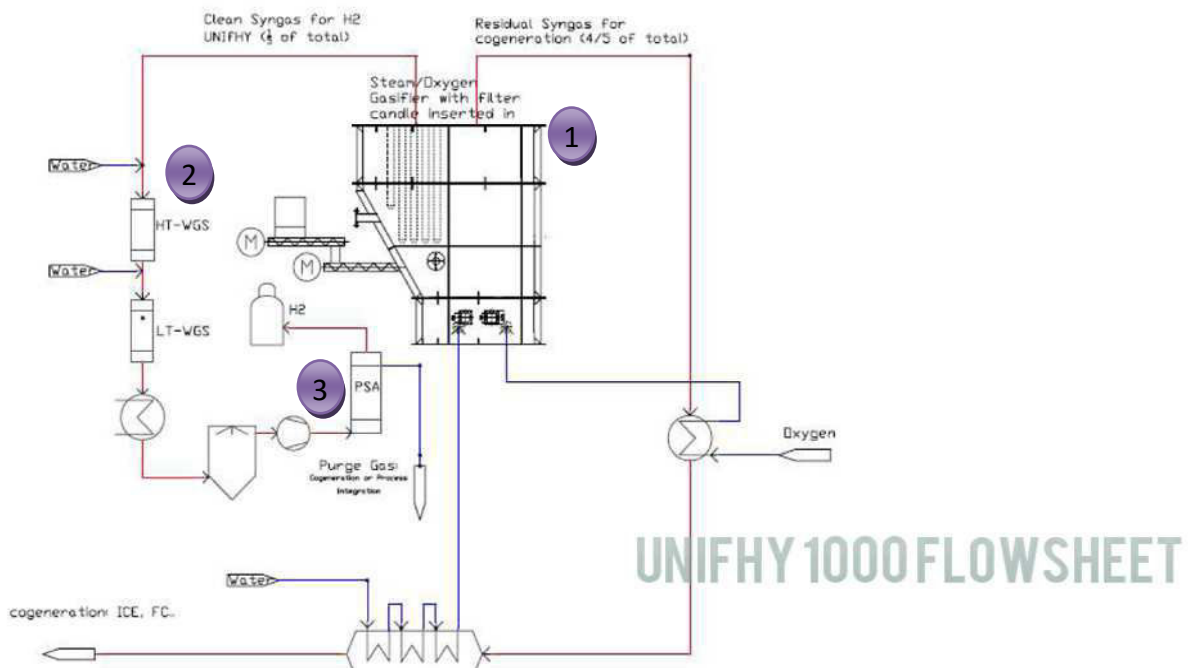 Clean Syngas for H2
UNIFHY (⅕ of total)
Residual Syngas for
cogeneration (4/5 of total)
Steam/Oxygen
Gasifier with filter
candle inserted in
1
Water
2
HT-WGS
M
M
Water
H2
LT-WGS
3
PSA
Oxygen
Purge Gas:
Cogeneration or Process
Integration
UNIFHY 1000 FLOWSHEET
Water
cogeneration: ICE, FC..